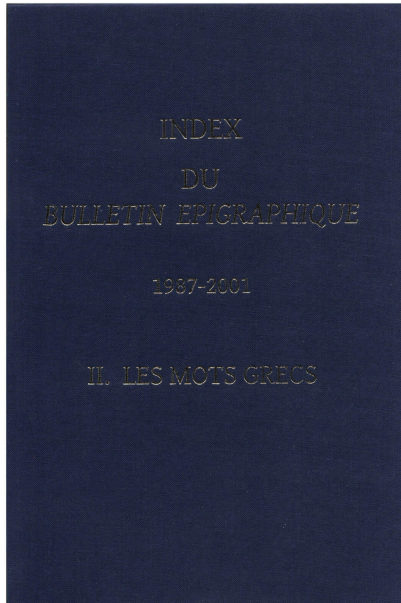 INDEX
DU
BULLETIN EPIGRAPHIQUE
1987-2001
II. LES MOTS GRECS